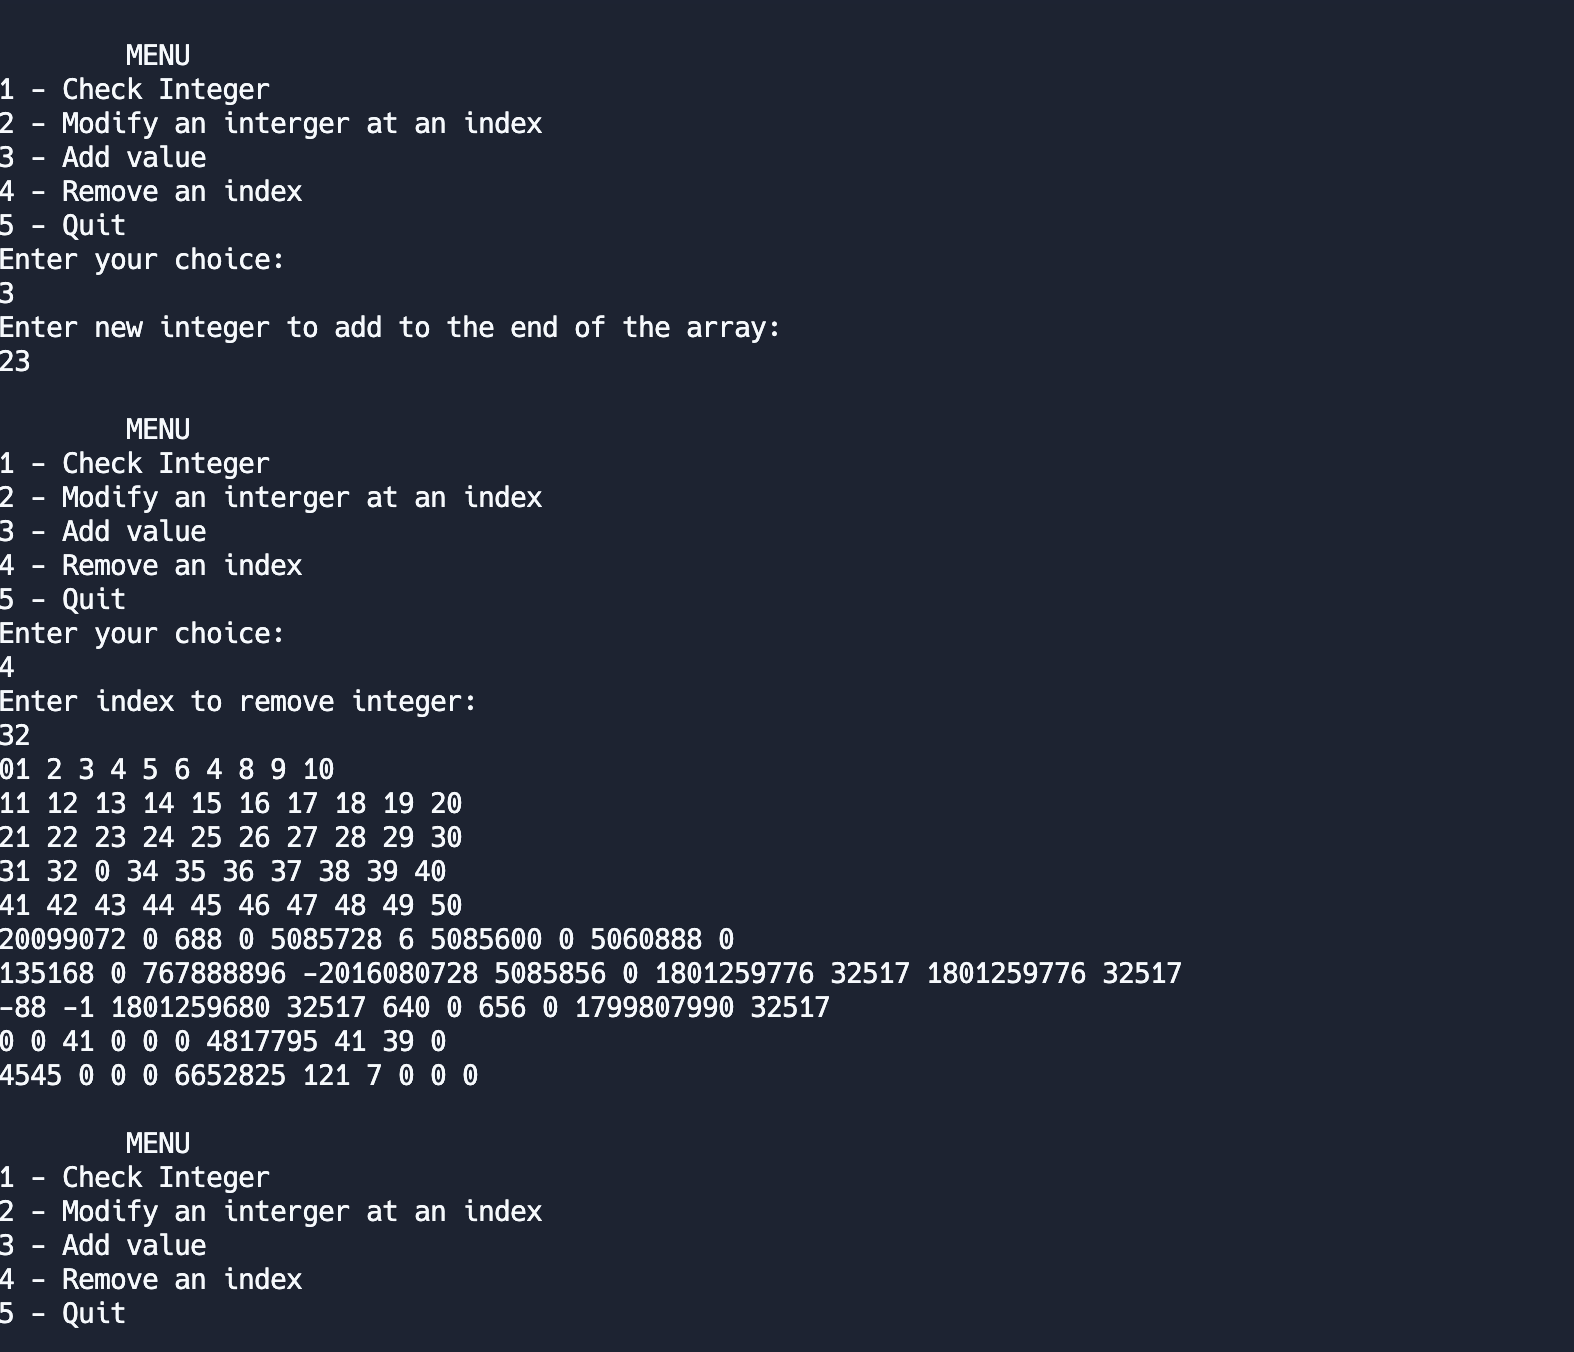 MENU
1 - Check Integer
2 - Modify an interger at an index
3 - Add value
4 - Remove an index
5 - Quit
Enter your choice:
3
Enter new integer to add to the end of the array:
23
MENU
1 - Check Integer
2 - Modify an interger at an index
3 - Add value
4 - Remove an index
5 - Quit
Enter your choice:
4
Enter index to remove integer:
32
01 2 3 4 5 6 4 8 9 10
11 12 13 14 15 16 17 18 19 20
21 22 23 24 25 26 27 28 29 30
31 32 0 34 35 36 37 38 39 40
41 42 43 44 45 46 47 48 49 50
20099072 0 688 0 5085728 6 5085600 0 5060888 0
135168 0 767888896 -2016080728 5085856 0 1801259776 32517 1801259776 32517
-88 -1 1801259680 32517 640 0 656 0 1799807990 32517
0 0 41 0 0 0 4817795 41 39 0
4545 0 0 0 6652825 121 7 0 0 0
MENU
1 - Check Integer
2 - Modify an interger at an index
3 - Add value
4 - Remove an index
5 - Quit